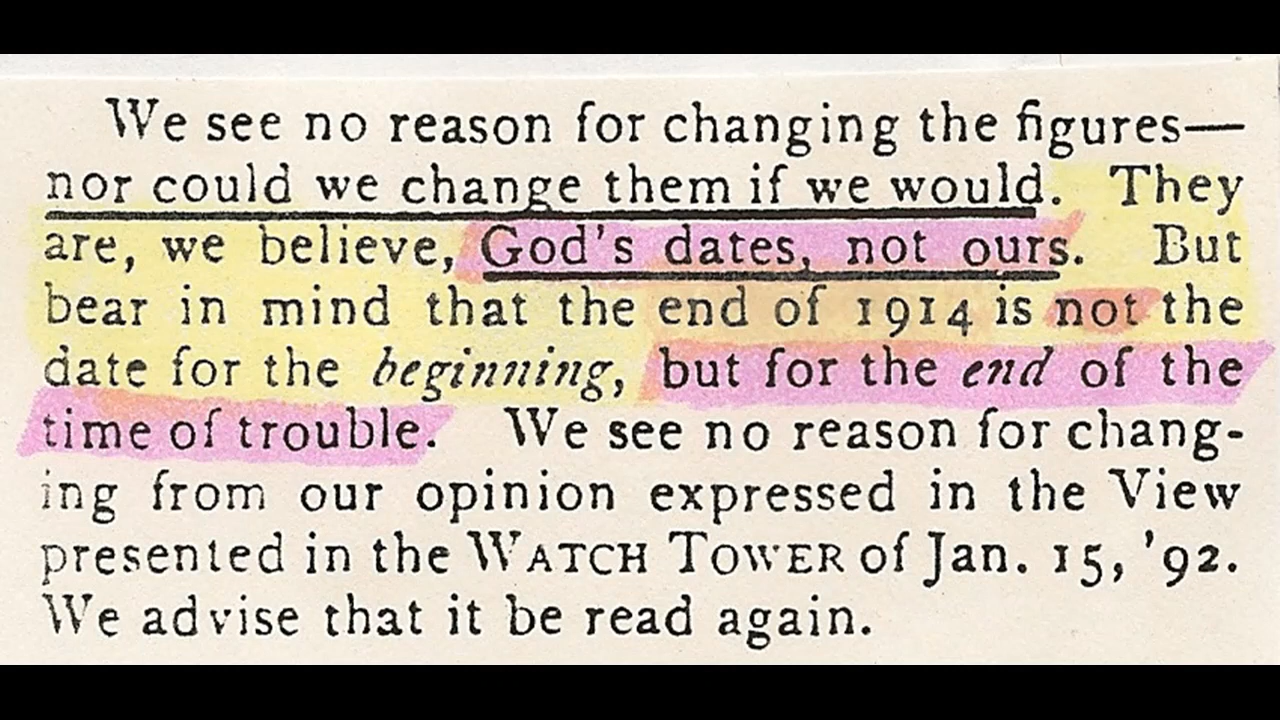 We see no reason for changing the figures—
nor could we change them if we would. They
are, we believe, God's dates, not ours. But
bear in mind that the end of 1914 is not the
date for the beginning, but for the end of the
time of trouble. We see no reason for chang-
ing from our opinion expressed in the View
presented in the WATCH TOWER of Jan. 15, '92.
We advise that it be read again.